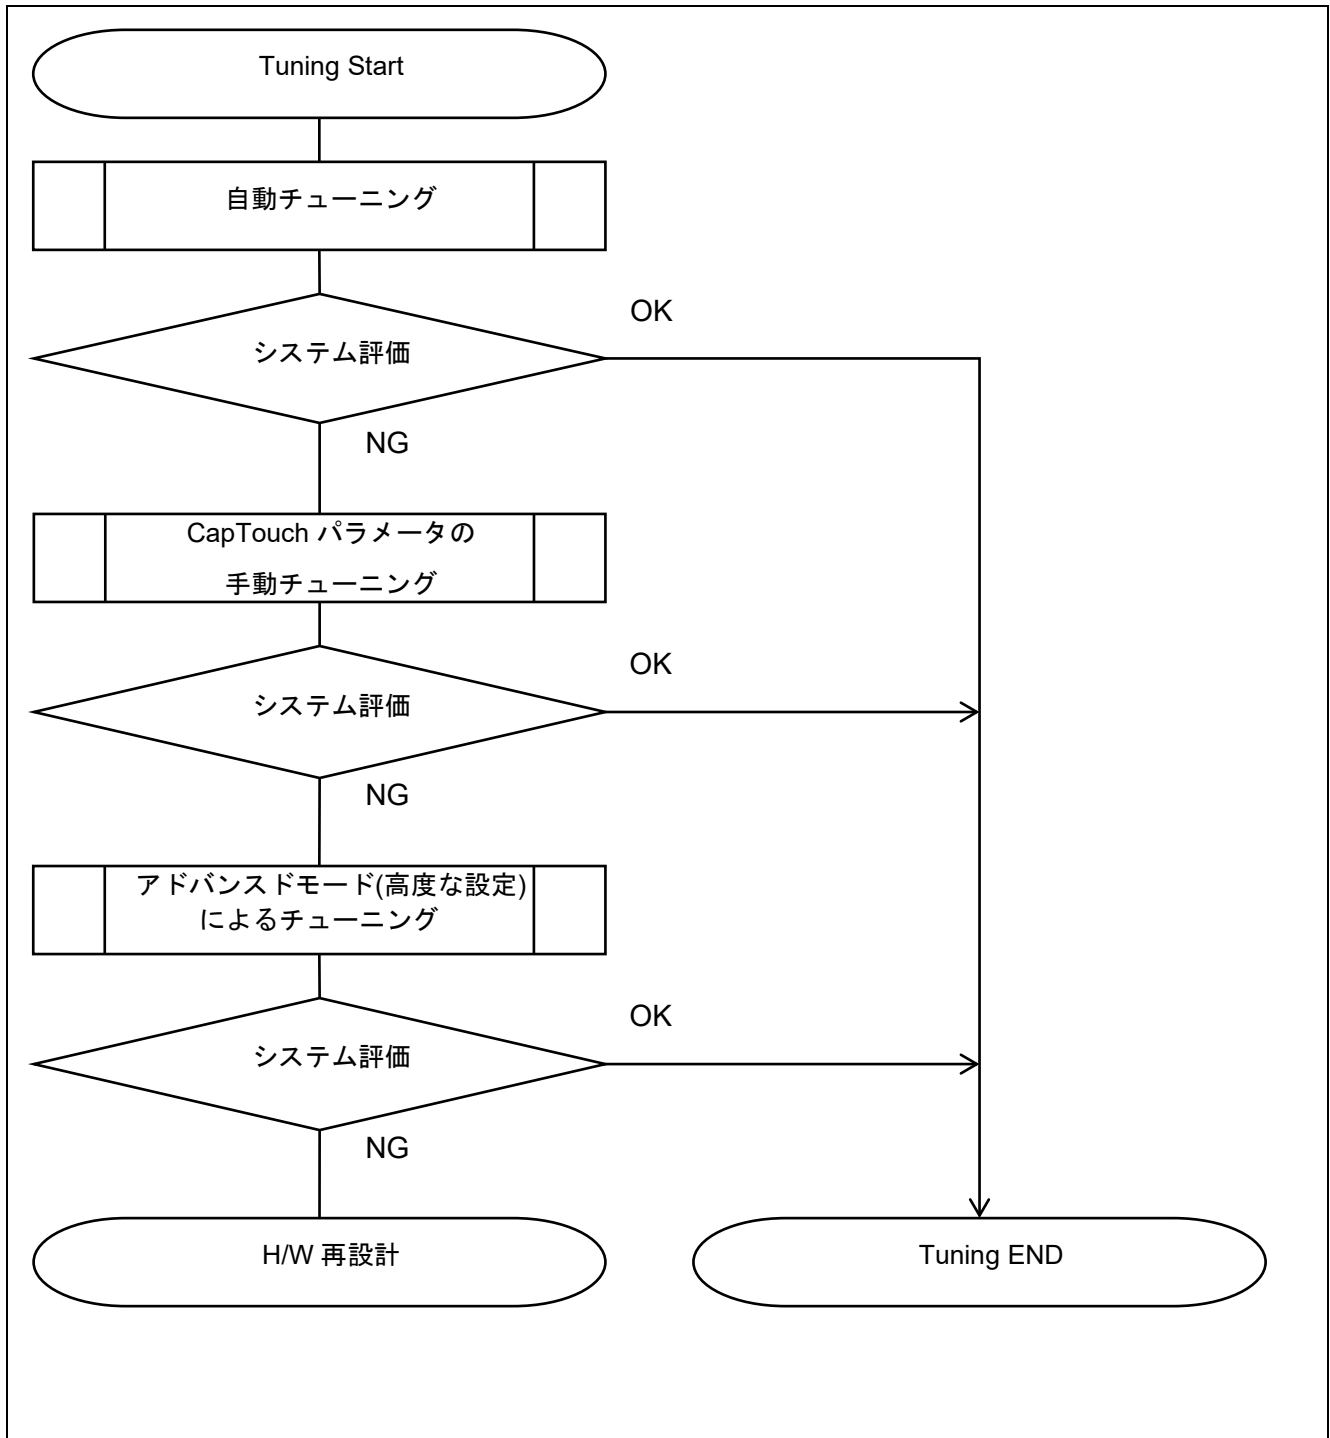 Tuning Start
自動チューニング
システム評価
OK
NG
CapTouch パラメータの
手動チューニング
システム評価
OK
NG
アドバンスドモード(高度な設定)
によるチューニング
システム評価
OK
NG
H/W 再設計
Tuning END